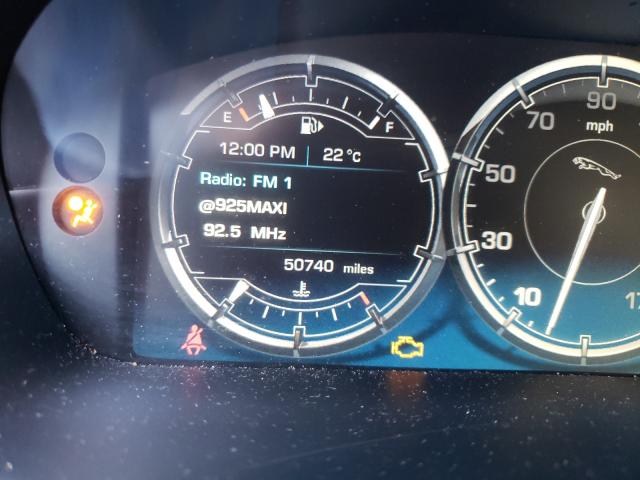 E F
12:00 PM 22 °C
Radio: FM 1
@925MAXI
92.5 MHz
50740 miles
90
70
mph
50
30
10
17